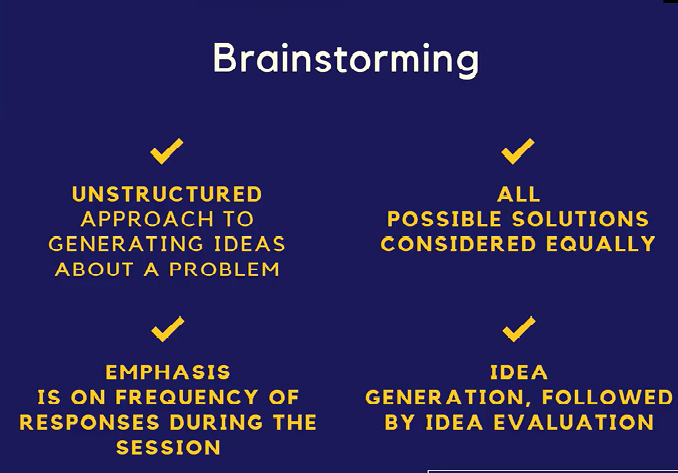 Brainstorming
UNSTRUCTURED
APPROACH TO
GENERATING IDEAS
ABOUT A PROBLEM
ALL
POSSIBLE SOLUTIONS
CONSIDERED EQUALLY
EMPHASIS
IS ON FREQUENCY OF
RESPONSES DURING THE
SESSION
IDEA
GENERATION, FOLLOWED
BY IDEA EVALUATION